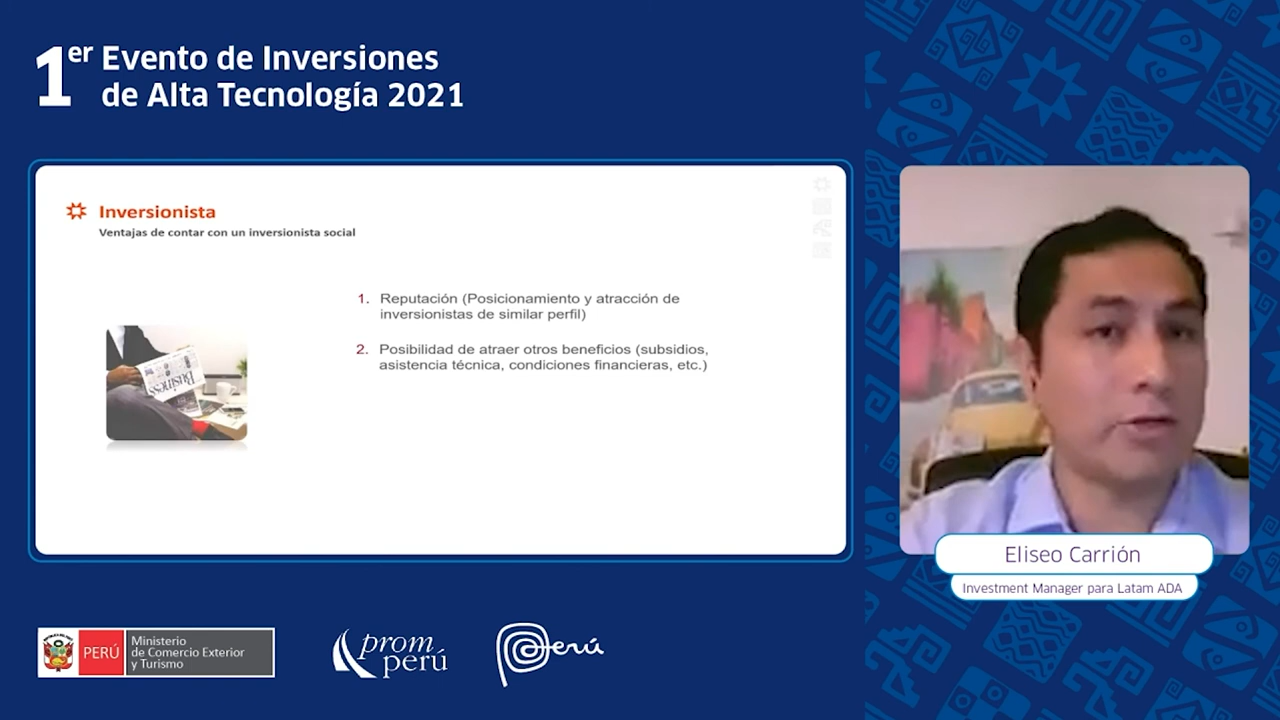 1er Evento de Inversiones
de Alta Tecnología 2021
Inversionista
Ventajas de contar con un inversionista social
1. Reputación (Posicionamiento y atracción de
inversionistas de similar perfil)
2. Posibilidad de atraer otros beneficios (subsidios,
asistencia técnica, condiciones financieras, etc.)
Business
Eliseo Carrión
Investment Manager para Latam ADA
PERÚ
Ministerio
de Comercio Exterior
y Turismo
prom
perú
Perú